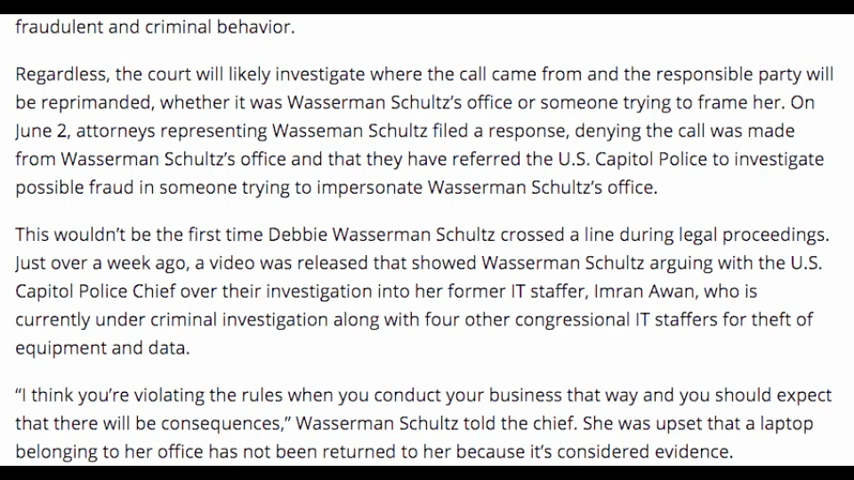 fraudulent and criminal behavior.
Regardless, the court will likely investigate where the call came from and the responsible party will
be reprimanded, whether it was Wasserman Schultz’s office or someone trying to frame her. On
June 2, attorneys representing Wasseman Schultz filed a response, denying the call was made
from Wasserman Schultz’s office and that they have referred the U.S. Capitol Police to investigate
possible fraud in someone trying to impersonate Wasserman Schultz’s office.
This wouldn’t be the first time Debbie Wasserman Schultz crossed a line during legal proceedings.
Just over a week ago, a video was released that showed Wasserman Schultz arguing with the U.S.
Capitol Police Chief over their investigation into her former IT staffer, Imran Awan, who is
currently under criminal investigation along with four other congressional IT staffers for theft of
equipment and data.
“I think you’re violating the rules when you conduct your business that way and you should expect
that there will be consequences,” Wasserman Schultz told the chief. She was upset that a laptop
belonging to her office has not been returned to her because it’s considered evidence.